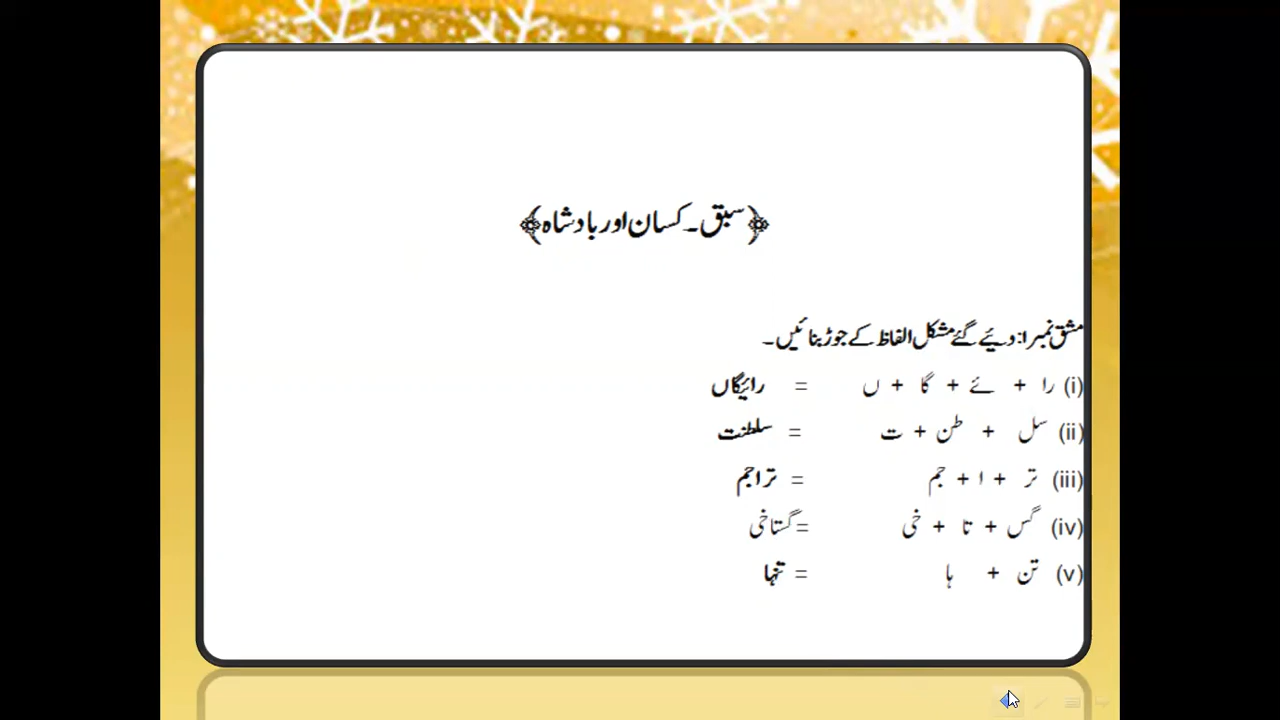 ﴿سبق۔ کسان اور بادشاہ﴾
مشق نمبر ۱: دیئے گئے مشکل الفاظ کے جوڑ بنائیں۔
(i) را + ئے + گا + ں = رائیگاں
(ii) سل + طن + ت = سلطنت
(iii) تر + ا + جم = تراجم
(iv) گس + تا + خی =گستاخی
(v) تن + ہا = تنہا